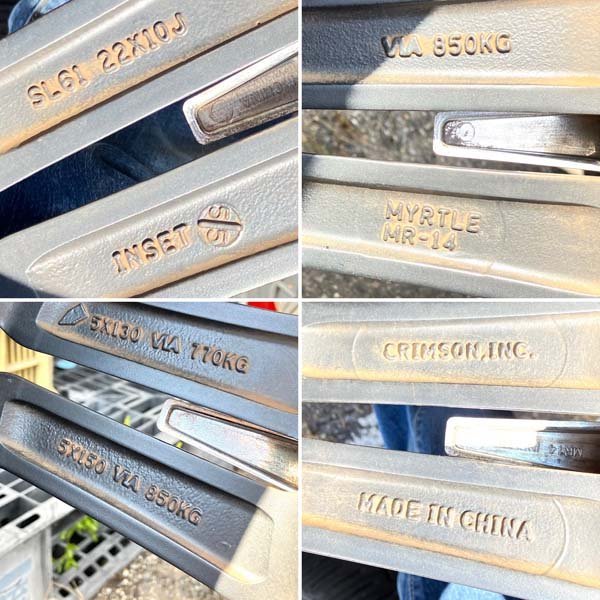 SL61 22X10J
INSET 55
VIA 850KG
MYRTLE
MR-14
5X130 VIA 770KG
5X150 VIA 850KG
CRIMSON,INC.
MADE IN CHINA